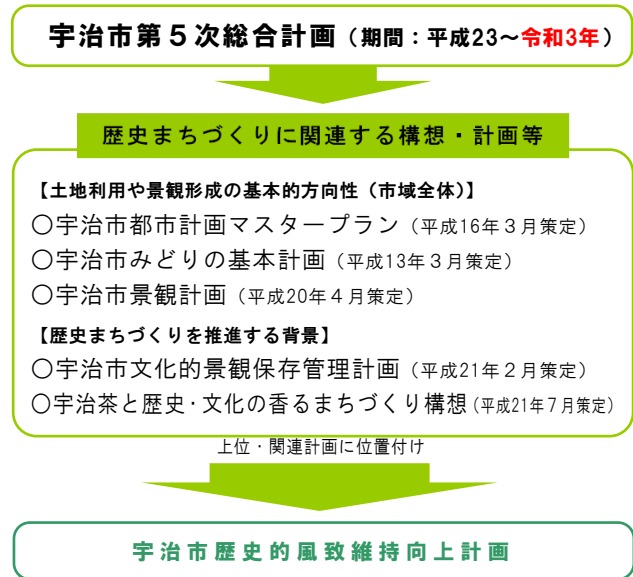 宇治市第５次総合計画（期間：平成23～令和3年）
歴史まちづくりに関連する構想・計画等
【土地利用や景観形成の基本的方向性（市域全体）】
○宇治市都市計画マスタープラン（平成16年３月策定）
○宇治市みどりの基本計画（平成13年３月策定）
○宇治市景観計画（平成20年４月策定）
【歴史まちづくりを推進する背景】
○宇治市文化的景観保存管理計画（平成21年２月策定）
○宇治茶と歴史･文化の香るまちづくり構想（平成21年７月策定）
上位・関連計画に位置付け
宇治市歴史的風致維持向上計画